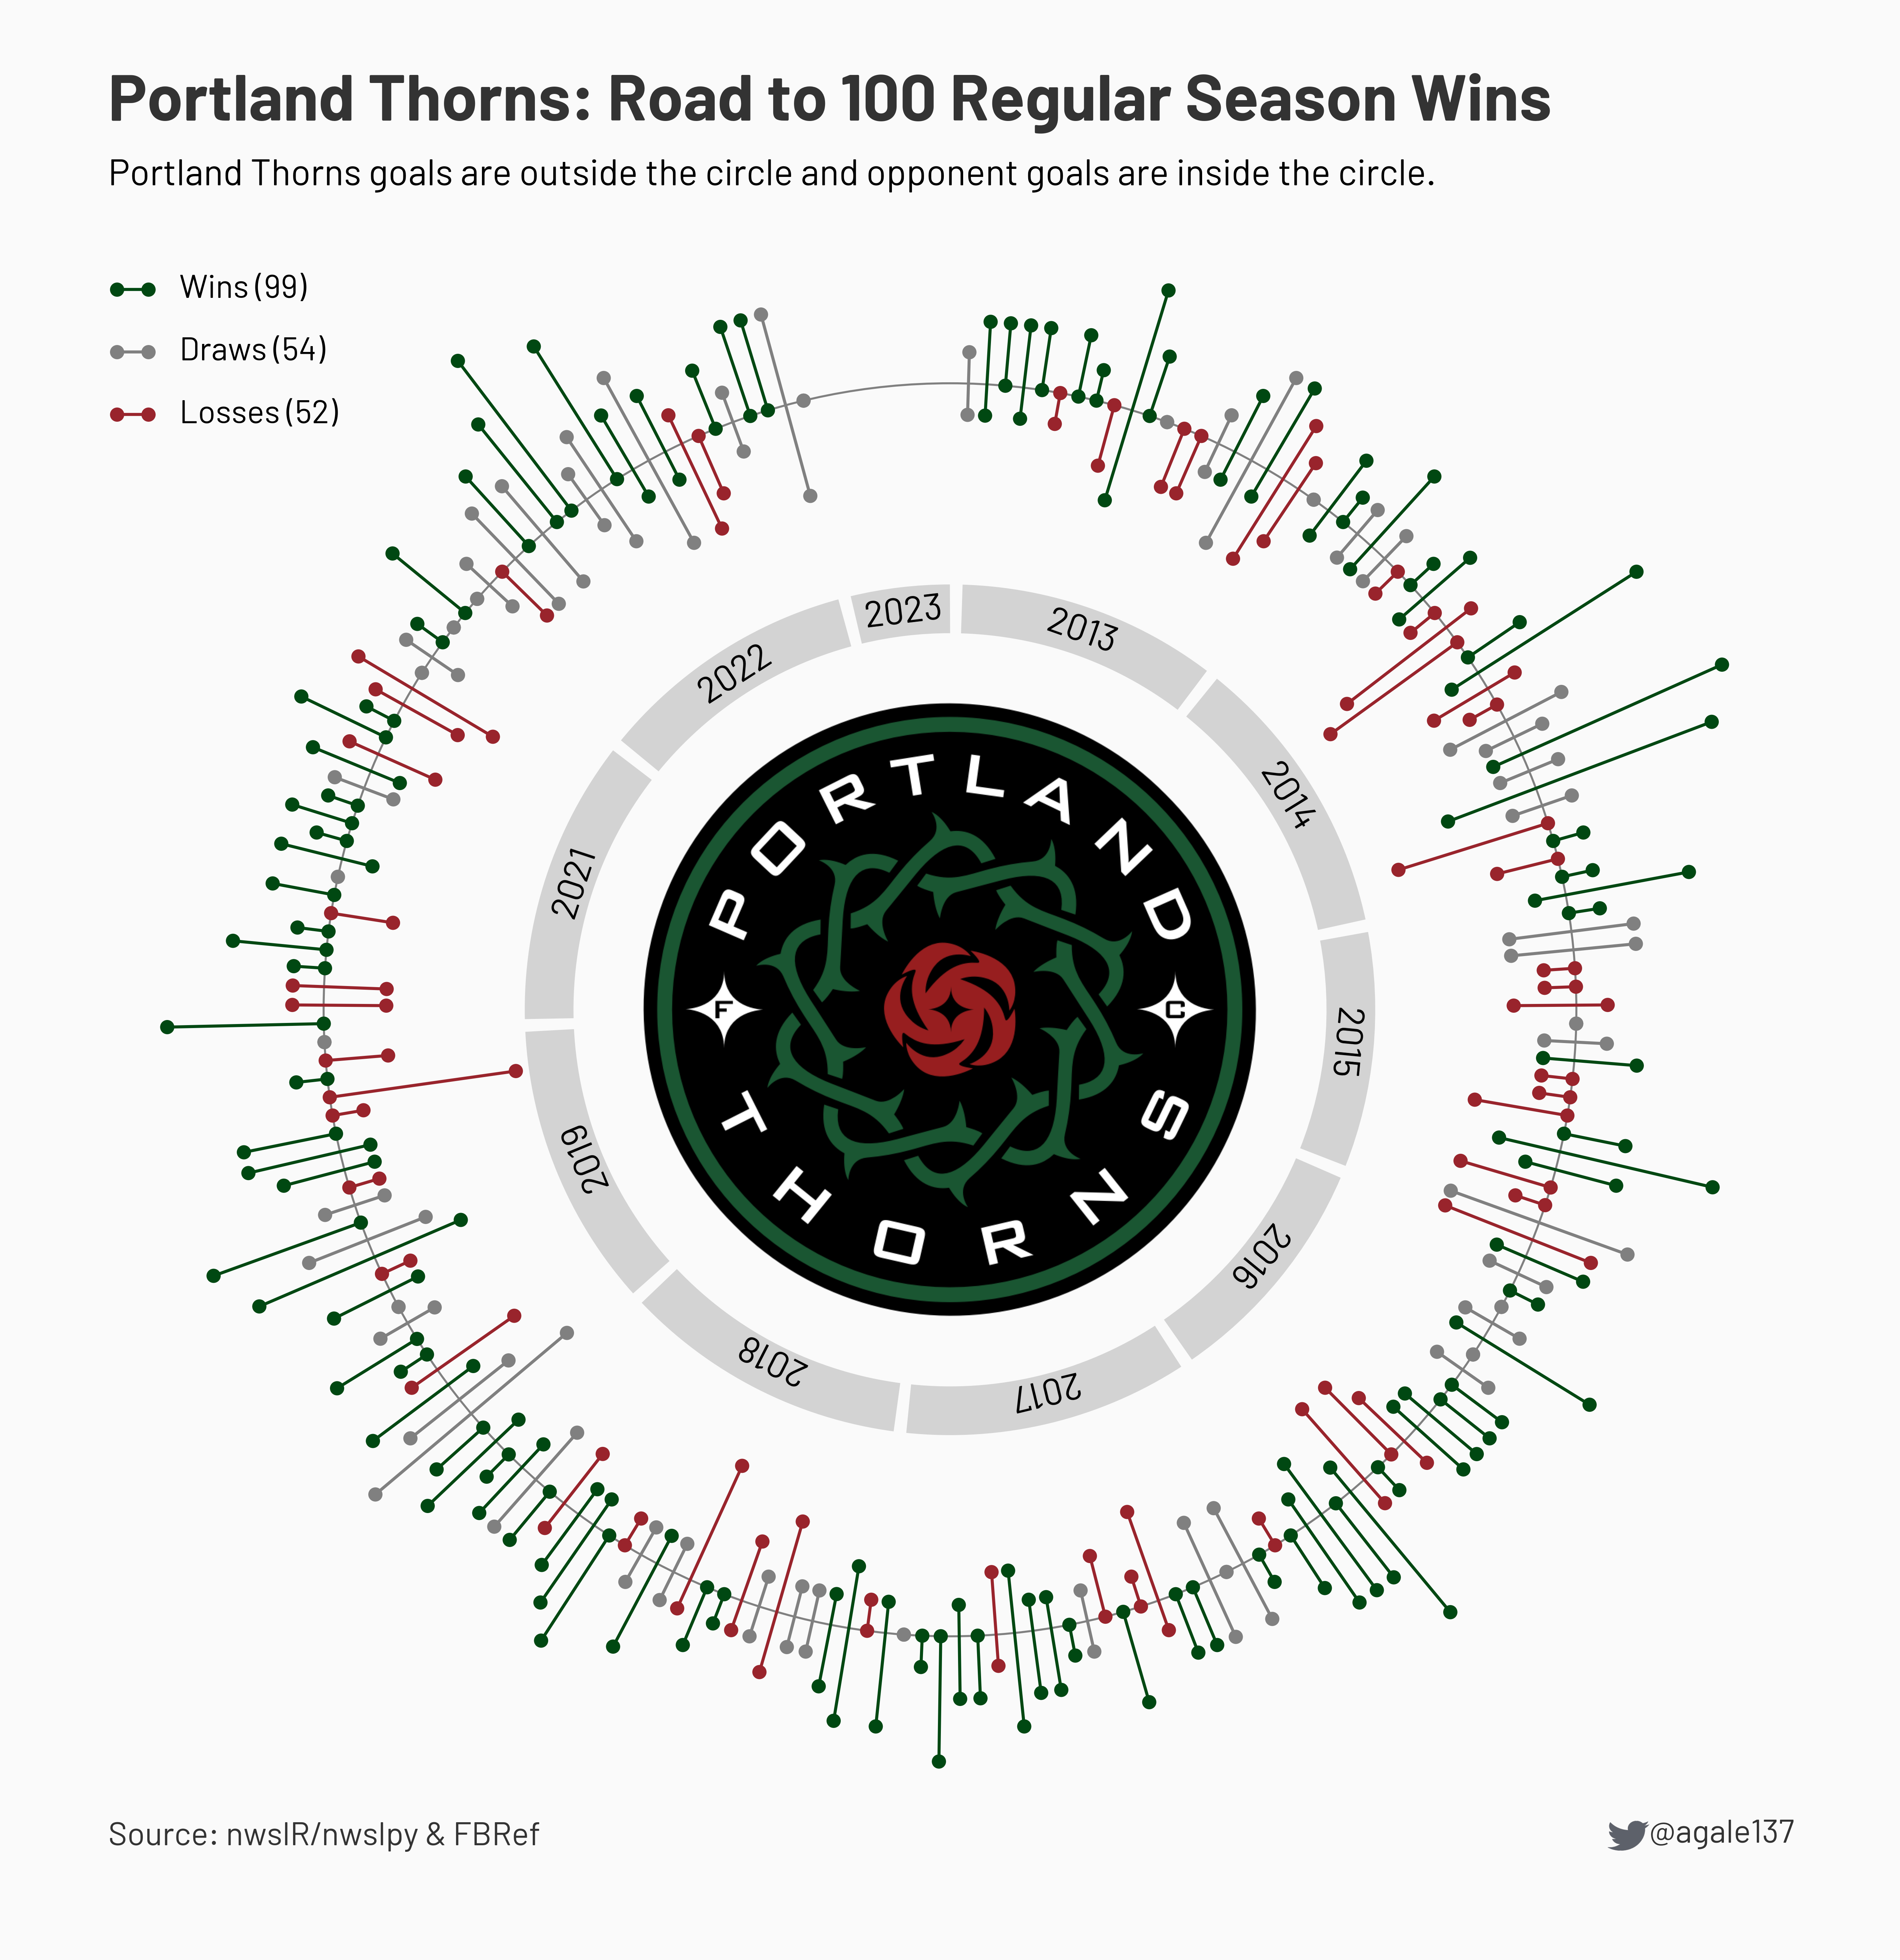 Portland Thorns: Road to 100 Regular Season Wins
Portland Thorns goals are outside the circle and opponent goals are inside the circle.
Wins (99)
Draws (54)
Losses (52)
2013
2014
2015
2016
2017
2018
2019
2021
2022
2023
PORTLAND
F C
THORNS
Source: nwslR/nwslpy & FBRef
@agale137